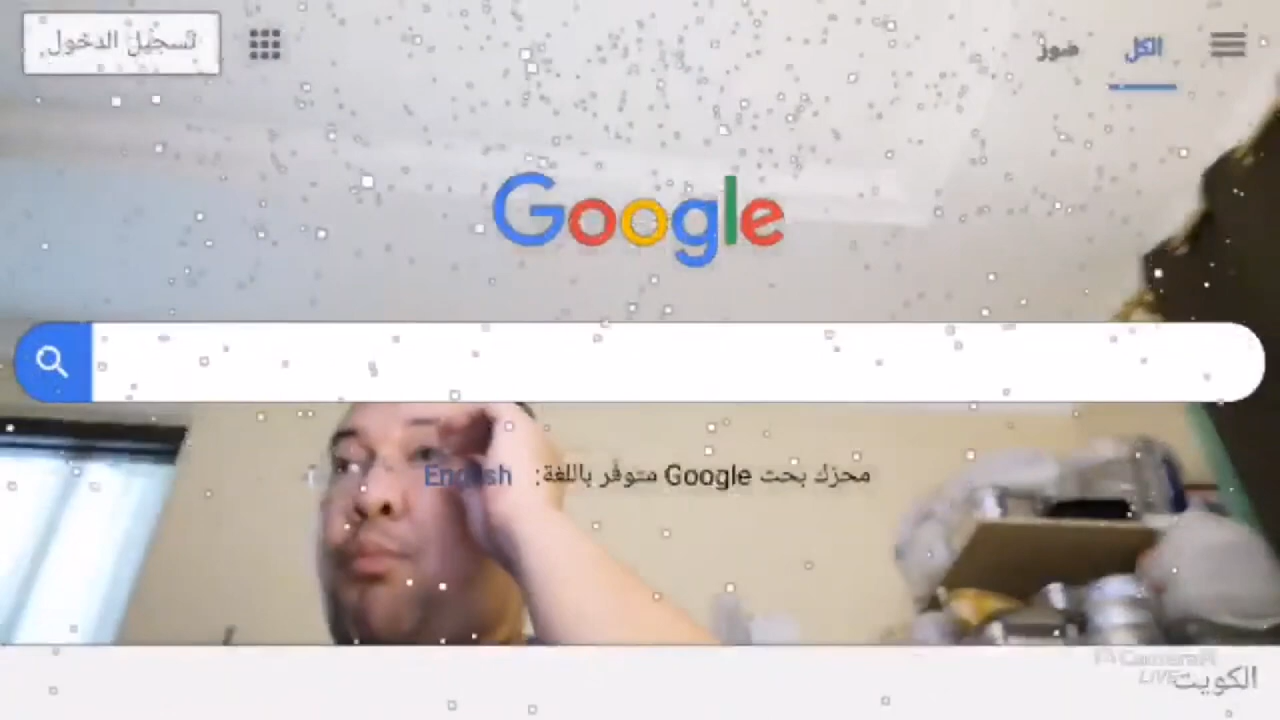 تسجيل الدخول
الكل
صور
Google
محرك بحث Google متوفر باللغة: English
CameraFi
LIVE
الكويت